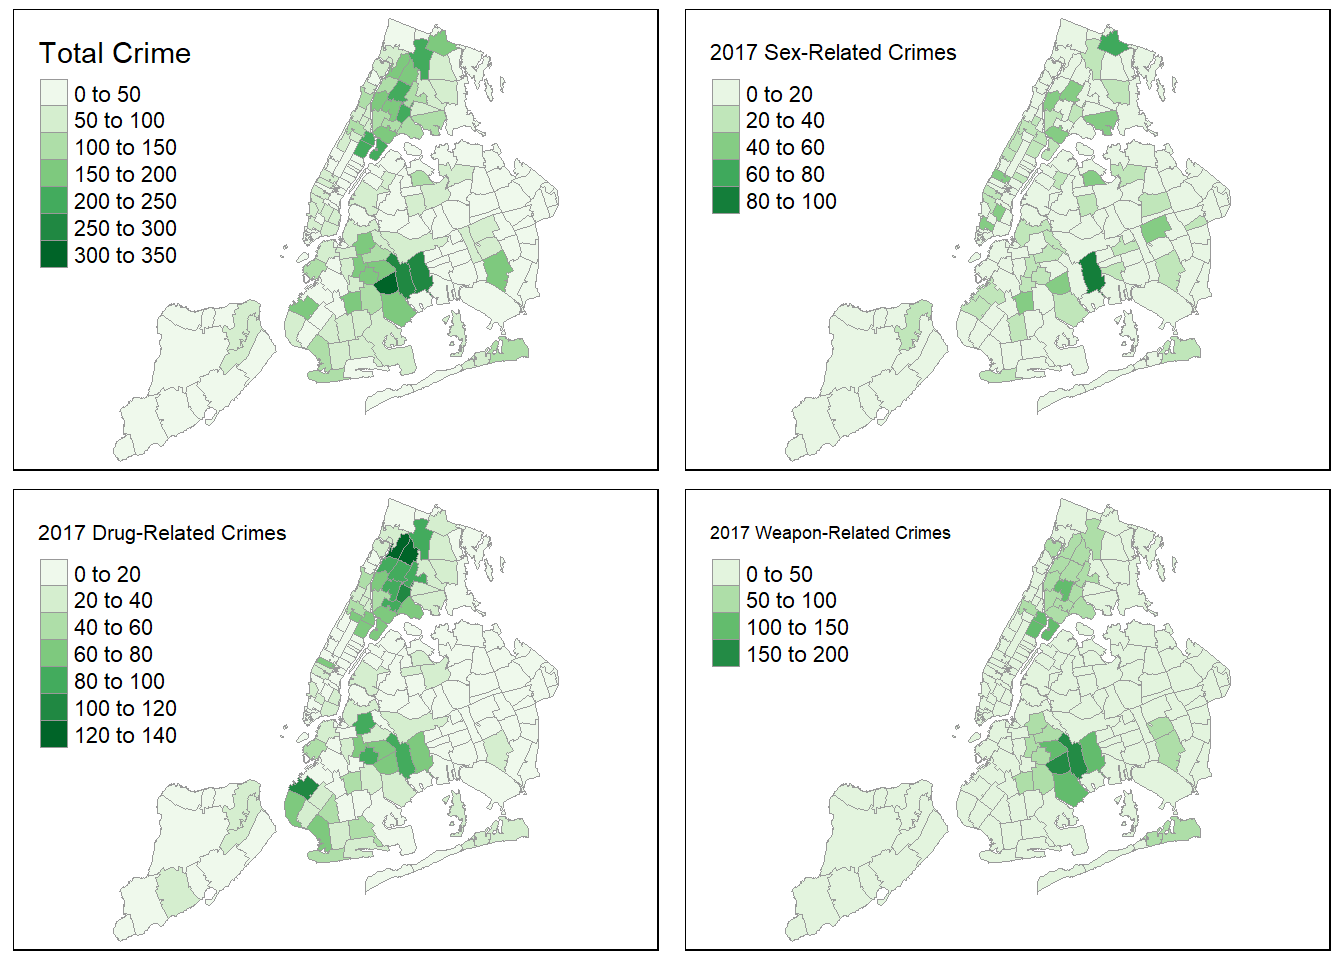 Total Crime
0 to 50
50 to 100
100 to 150
150 to 200
200 to 250
250 to 300
300 to 350
2017 Sex-Related Crimes
0 to 20
20 to 40
40 to 60
60 to 80
80 to 100
2017 Drug-Related Crimes
0 to 20
20 to 40
40 to 60
60 to 80
80 to 100
100 to 120
120 to 140
2017 Weapon-Related Crimes
0 to 50
50 to 100
100 to 150
150 to 200